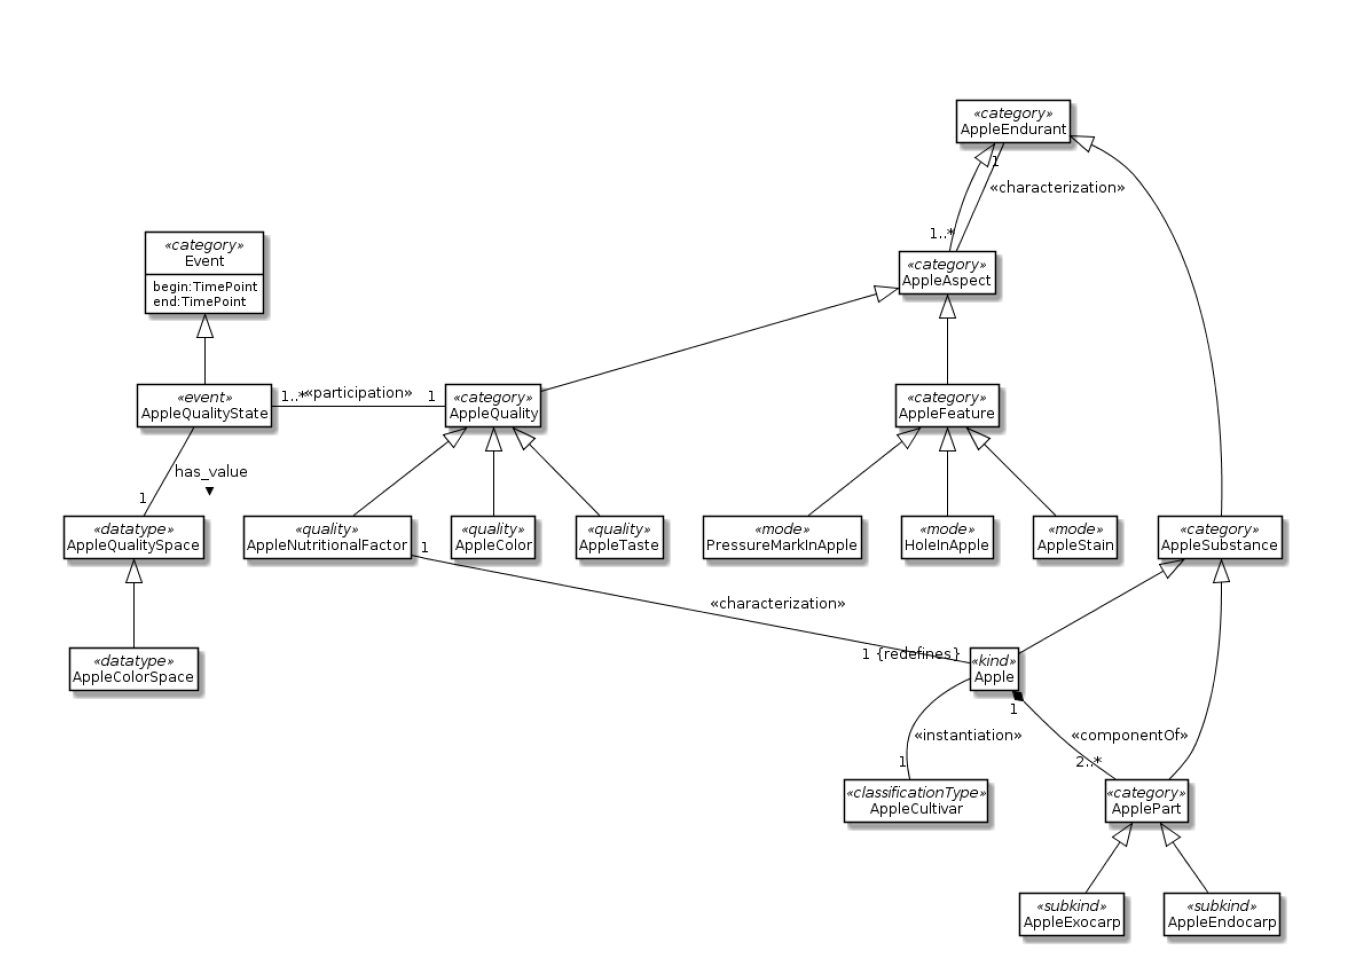 «category»
AppleEndurant
1
«characterization»
1..*
«category»
Event
begin:TimePoint
end:TimePoint
«category»
AppleAspect
«event»
AppleQualityState
1..*
«participation»
1
«category»
AppleQuality
«category»
AppleFeature
has_value
▼
1
«datatype»
AppleQualitySpace
«quality»
AppleNutritionalFactor
1
«quality»
AppleColor
«quality»
AppleTaste
«mode»
PressureMarkInApple
«mode»
HoleInApple
«mode»
AppleStain
«category»
AppleSubstance
«characterization»
«datatype»
AppleColorSpace
1 {redefines}
«kind»
Apple
1
«instantiation»
«componentOf»
1
2..*
«classificationType»
AppleCultivar
«category»
ApplePart
«subkind»
AppleExocarp
«subkind»
AppleEndocarp